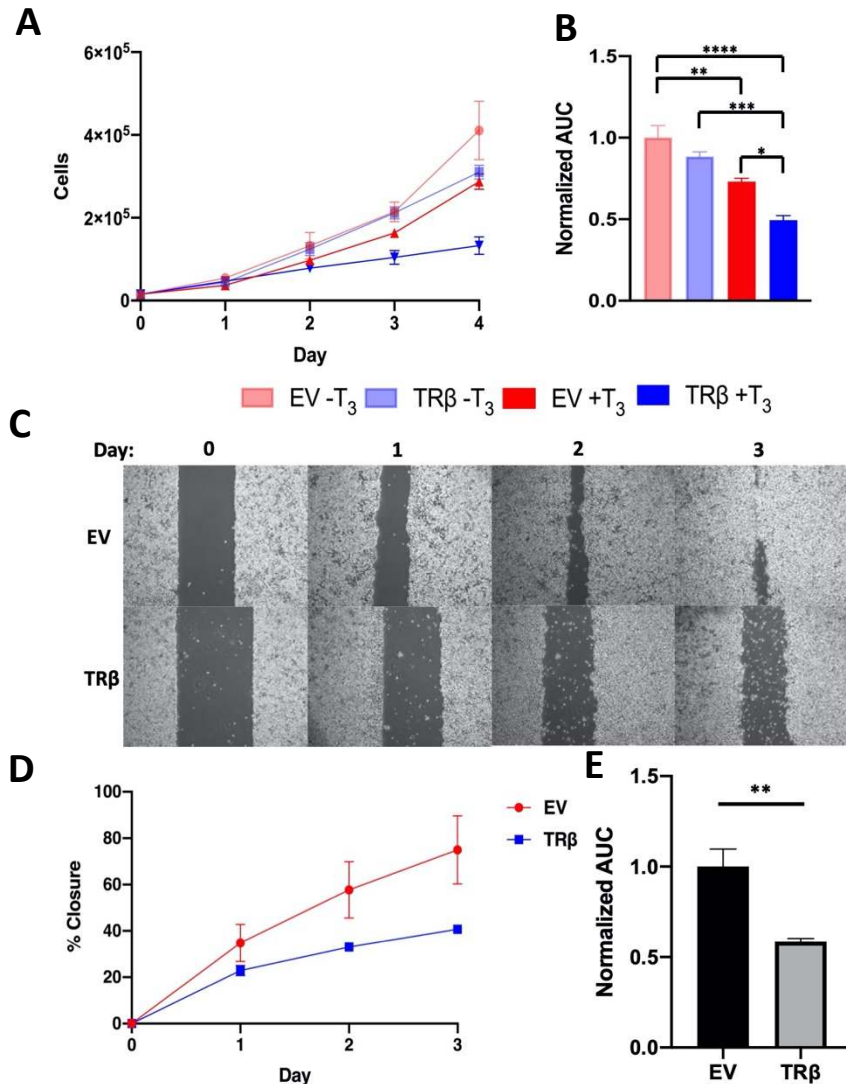 A
6×10⁵
4×10⁵
2×10⁵
0
Cells
0 1 2 3 4
Day
B
1.5
1.0
0.5
0.0
Normalized AUC
****
**
***
*
EV -T₃ TRβ -T₃ EV +T₃ TRβ +T₃
C
Day: 0 1 2 3
EV
TRβ
D
100
80
60
40
20
0
% Closure
0 1 2 3
Day
EV
TRβ
E
1.5
1.0
0.5
0.0
Normalized AUC
**
EV TRβ